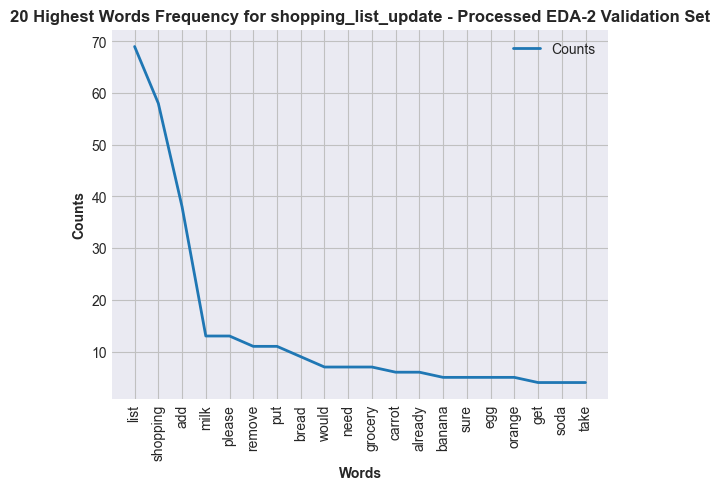 20 Highest Words Frequency for shopping_list_update - Processed EDA-2 Validation Set
Counts
70
60
50
40
30
20
10
Counts
list
shopping
add
milk
please
remove
put
bread
would
need
grocery
carrot
already
banana
sure
egg
orange
get
soda
take
Words